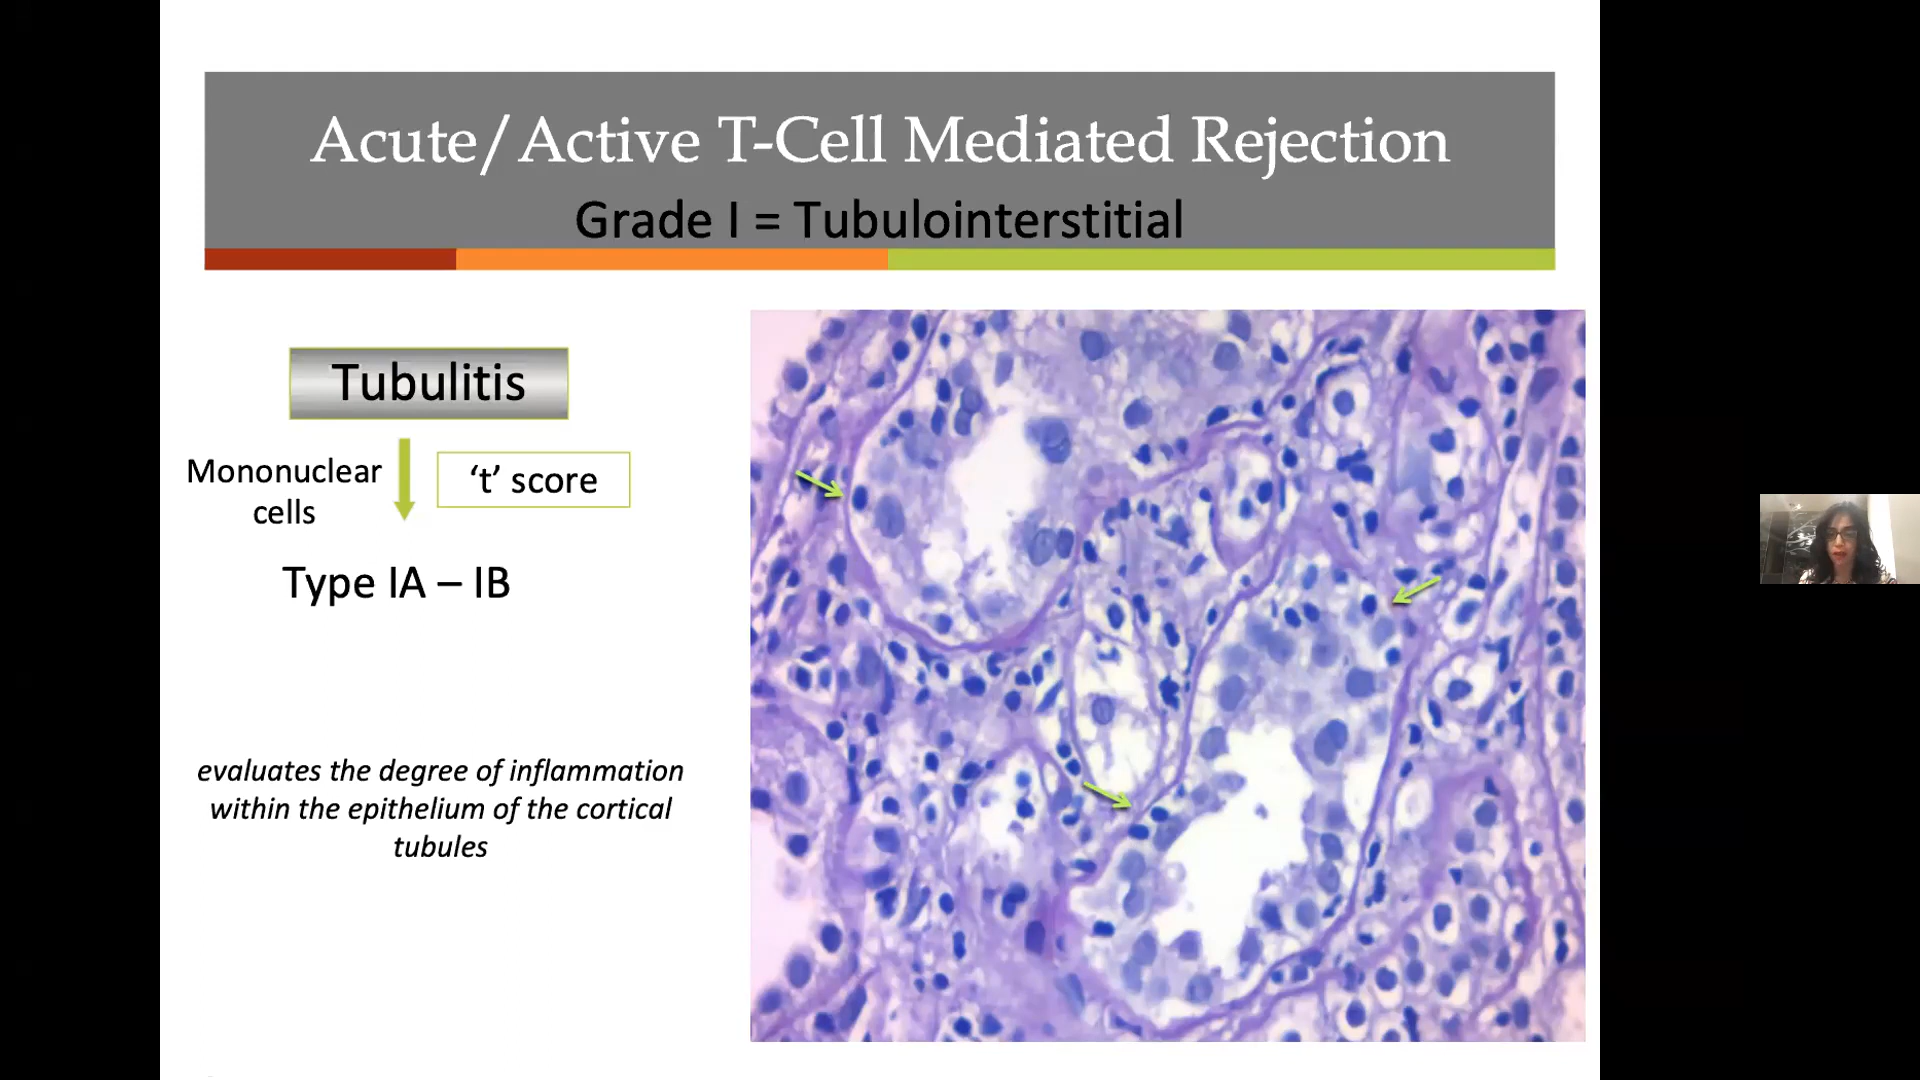 Acute/Active T-Cell Mediated Rejection
Grade I = Tubulointerstitial
Tubulitis
Mononuclear
cells
‘t’ score
Type IA – IB
evaluates the degree of inflammation
within the epithelium of the cortical
tubules